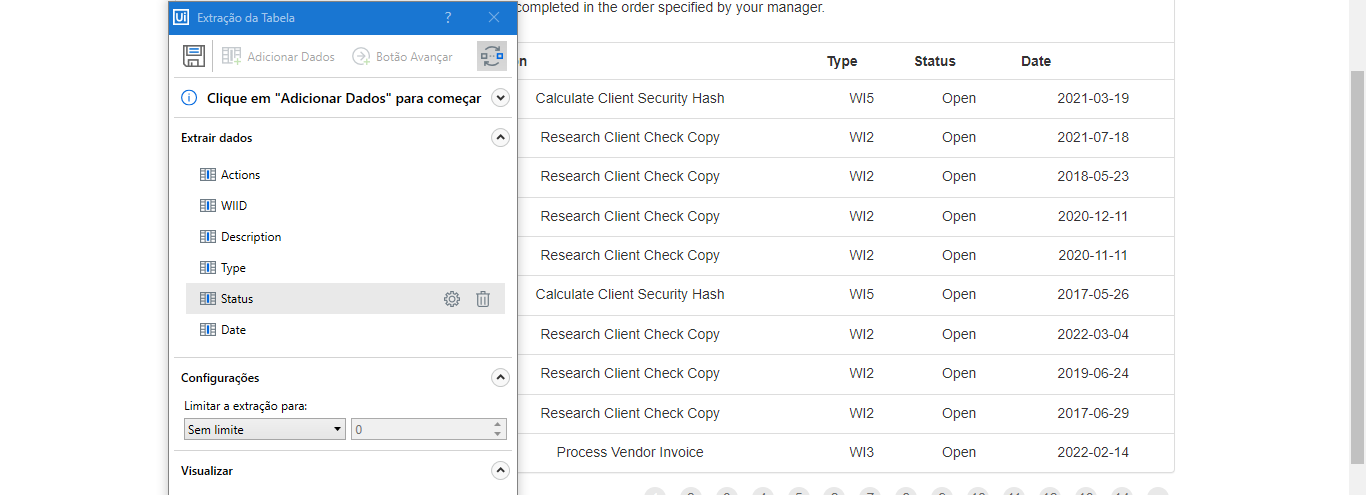 Ui Extração da Tabela ?
Adicionar Dados Botão Avançar
Clique em "Adicionar Dados" para começar
Extrair dados
Actions
WIID
Description
Type
Status
Date
Configurações
Limitar a extração para:
Sem limite 0
Visualizar
completed in the order specified by your manager.
n Type Status Date
Calculate Client Security Hash WI5 Open 2021-03-19
Research Client Check Copy WI2 Open 2021-07-18
Research Client Check Copy WI2 Open 2018-05-23
Research Client Check Copy WI2 Open 2020-12-11
Research Client Check Copy WI2 Open 2020-11-11
Calculate Client Security Hash WI5 Open 2017-05-26
Research Client Check Copy WI2 Open 2022-03-04
Research Client Check Copy WI2 Open 2019-06-24
Research Client Check Copy WI2 Open 2017-06-29
Process Vendor Invoice WI3 Open 2022-02-14